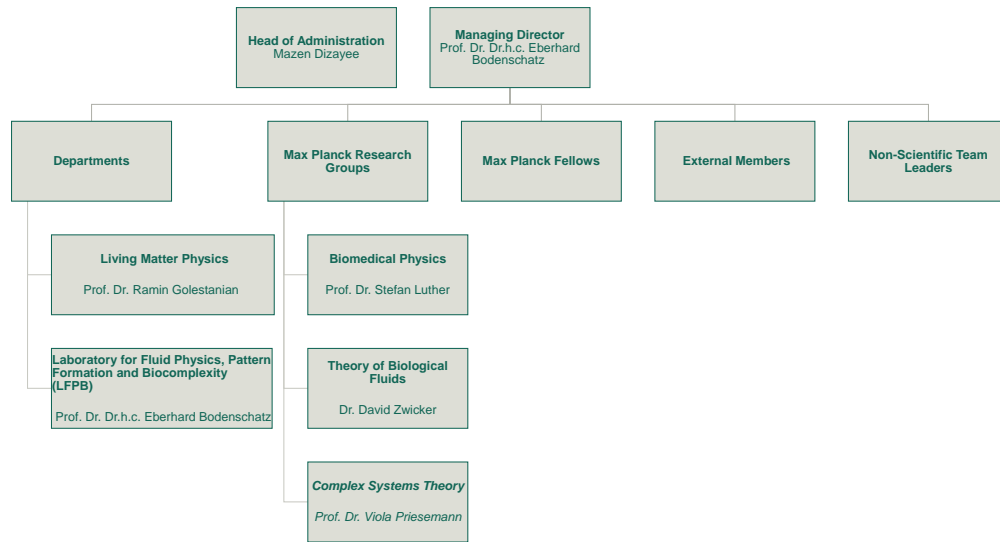 Head of Administration
Mazen Dizayee
Managing Director
Prof. Dr. Dr.h.c. Eberhard
Bodenschatz
Departments
Max Planck Research
Groups
Max Planck Fellows
External Members
Non-Scientific Team
Leaders
Living Matter Physics
Prof. Dr. Ramin Golestanian
Biomedical Physics
Prof. Dr. Stefan Luther
Laboratory for Fluid Physics, Pattern
Formation and Biocomplexity
(LFPB)
Prof. Dr. Dr.h.c. Eberhard Bodenschatz
Theory of Biological
Fluids
Dr. David Zwicker
Complex Systems Theory
Prof. Dr. Viola Priesemann